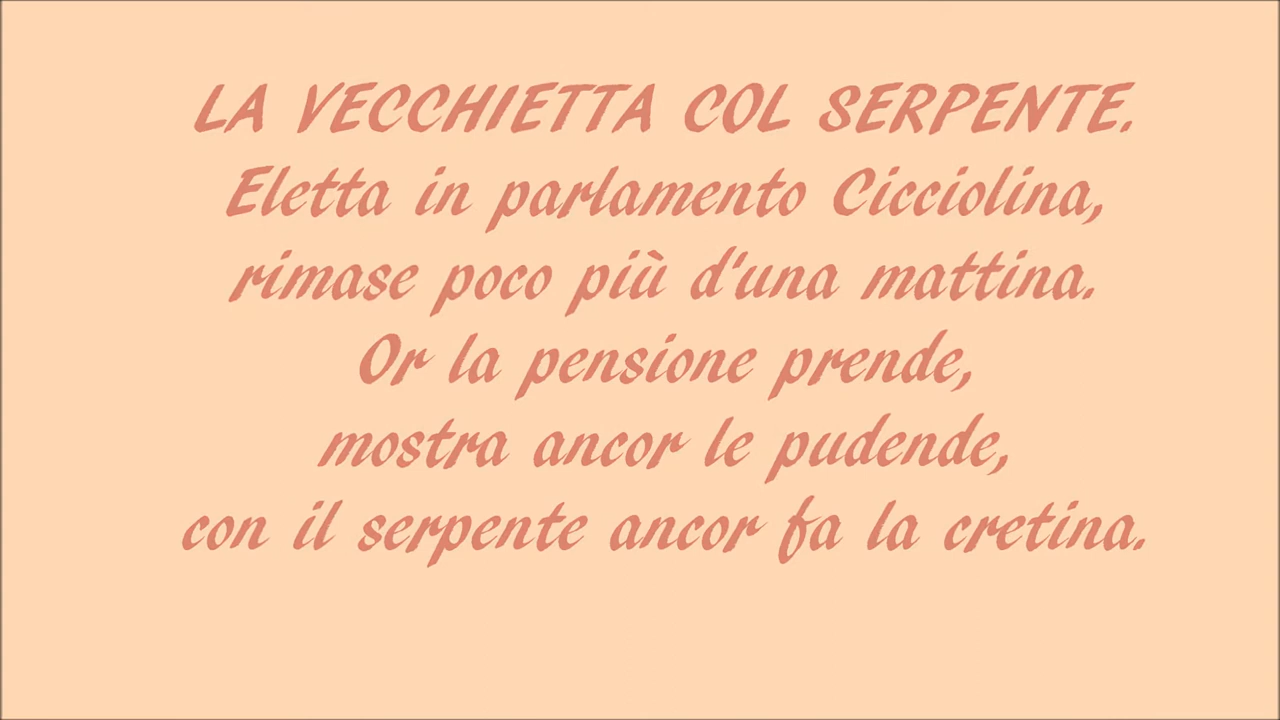 LA VECCHIETTA COL SERPENTE.
Eletta in parlamento Cicciolina,
rimase poco più d'una mattina.
Or la pensione prende,
mostra ancor le pudende,
con il serpente ancor fa la cretina.